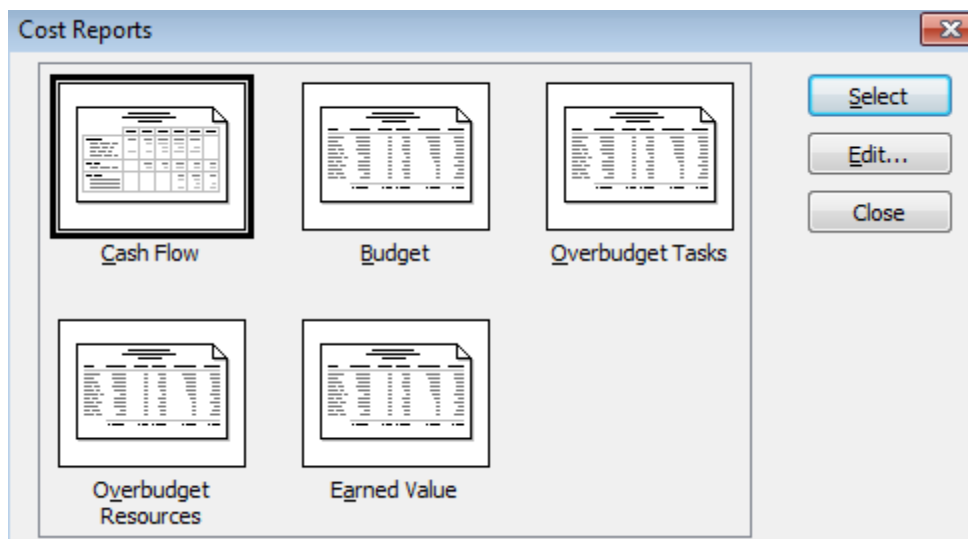 Cost Reports
Select
Edit...
Close
Cash Flow
Budget
Overbudget Tasks
Overbudget
Resources
Earned Value